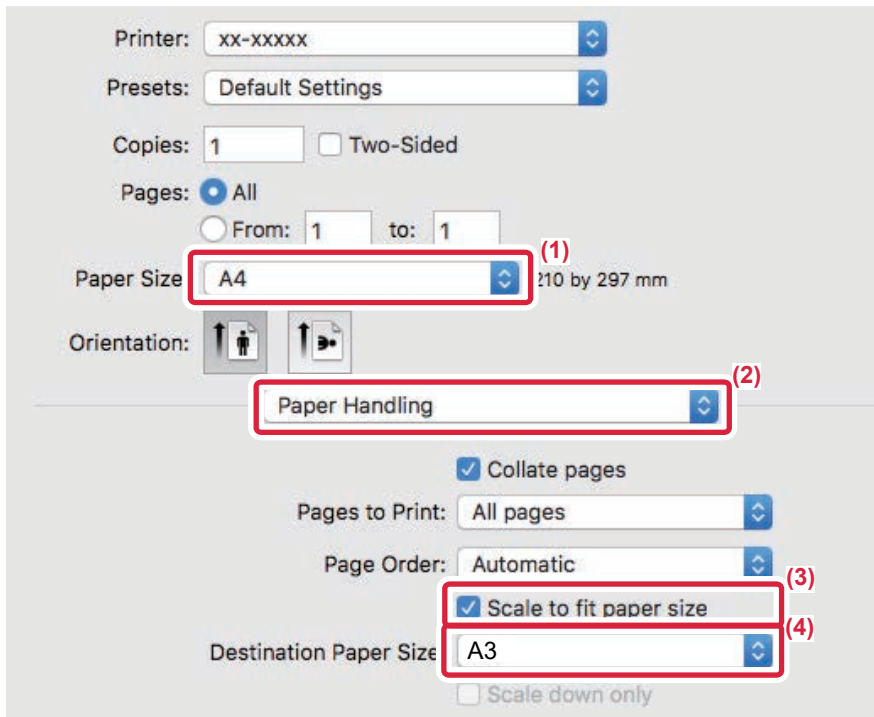 Printer: xx-xxxxx
Presets: Default Settings
Copies: 1 Two-Sided
Pages: All
From: 1 to: 1
(1)
Paper Size A4 210 by 297 mm
Orientation:
(2)
Paper Handling
Collate pages
Pages to Print: All pages
Page Order: Automatic
(3)
Scale to fit paper size
(4)
Destination Paper Size A3
Scale down only